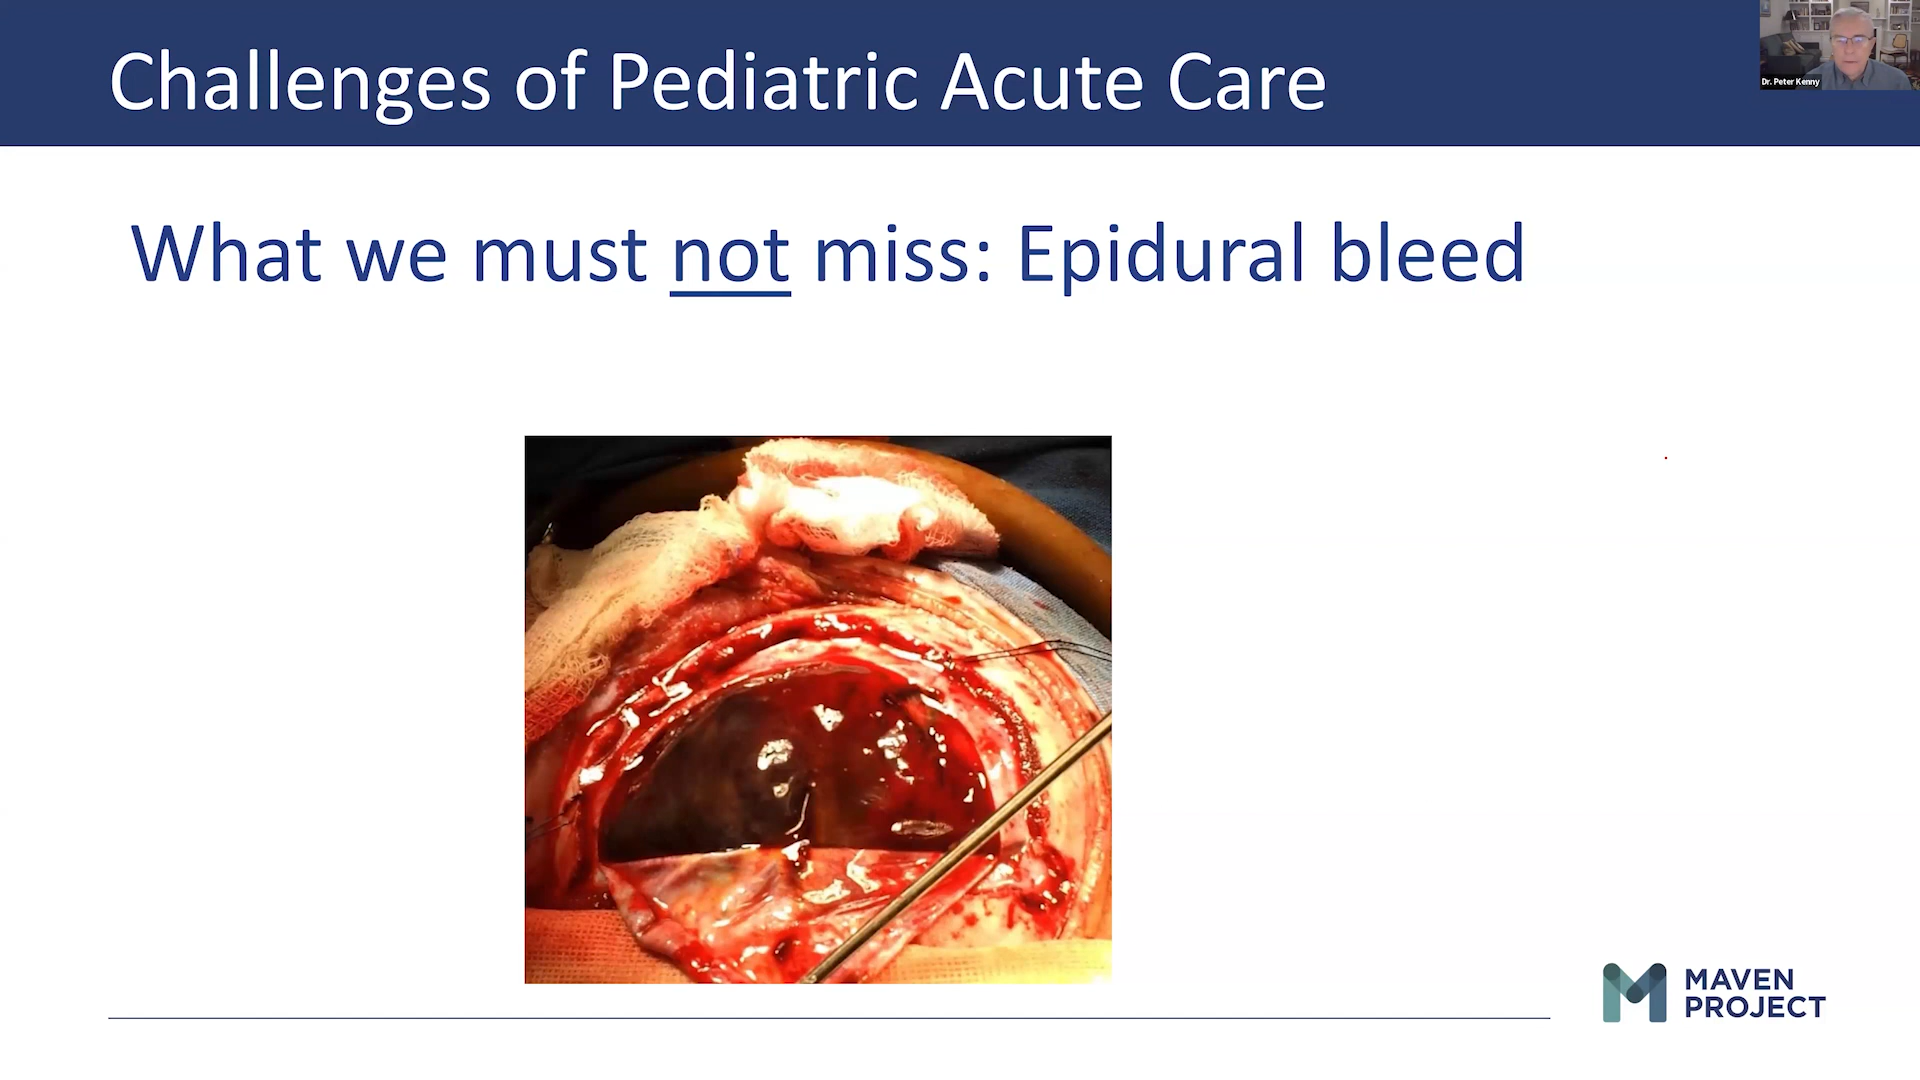 Challenges of Pediatric Acute Care
Dr. Peter Kenny
What we must not miss: Epidural bleed
MAVEN
PROJECT